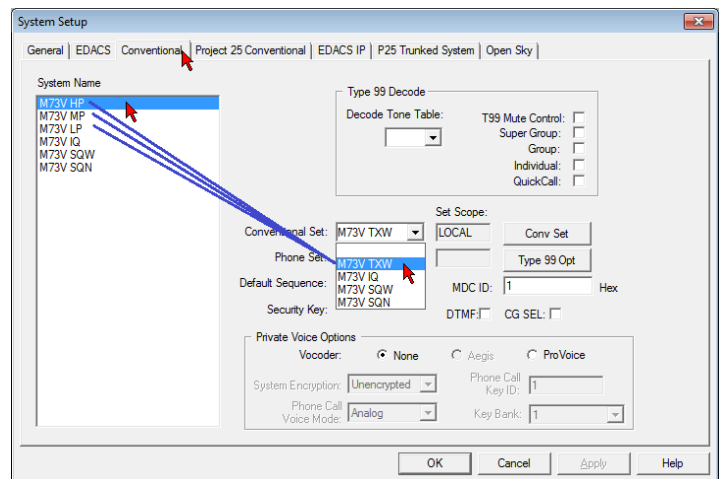 System Setup
General EDACS Conventional Project 25 Conventional EDACS IP P25 Trunked System Open Sky
System Name
M73V HP
M73V MP
M73V LP
M73V IQ
M73V SQW
M73V SQN
Type 99 Decode
Decode Tone Table:
T99 Mute Control:
Super Group:
Group:
Individual:
QuickCall:
Set Scope:
Conventional Set: M73V TXW LOCAL Conv Set
Phone Set: Type 99 Opt
M73V TXW
M73V IQ
M73V SQW
M73V SQN
Default Sequence: MDC ID: 1 Hex
Security Key: DTMF: CG SEL:
Private Voice Options
Vocoder: None Aegis ProVoice
System Encryption: Unencrypted Phone Call Key ID: 1
Phone Call Voice Mode: Analog Key Bank: 1
OK Cancel Apply Help